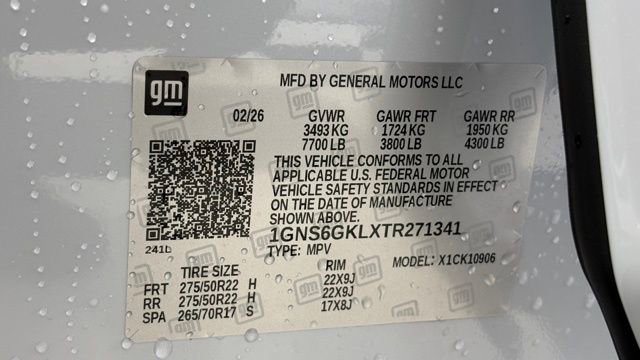 gm
MFD BY GENERAL MOTORS LLC
02/26 GVWR GAWR FRT GAWR RR
3493 KG 1724 KG 1950 KG
7700 LB 3800 LB 4300 LB
THIS VEHICLE CONFORMS TO ALL
APPLICABLE U.S. FEDERAL MOTOR
VEHICLE SAFETY STANDARDS IN EFFECT
ON THE DATE OF MANUFACTURE
SHOWN ABOVE.
1GNS6GKLXTR271341
TYPE: MPV
MODEL: X1CK10906
TIRE SIZE RIM
FRT 275/50R22 H 22X9J
RR 275/50R22 H 22X9J
SPA 265/70R17 S 17X8J